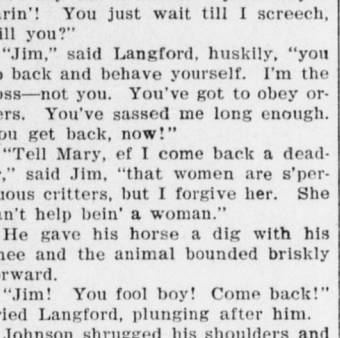 rin'! You just wait till I screech,
ill you?"
"Jim," said Langford, huskily, "you
o back and behave yourself. I'm the
oss—not you. You've got to obey or-
ers. You've sassed me long enough.
ou get back, now!"
"Tell Mary, ef I come back a dead-
," said Jim, "that women are s'per-
uous critters, but I forgive her. She
an't help bein' a woman."
He gave his horse a dig with his
nee and the animal bounded briskly
orward.
"Jim! You fool boy! Come back!"
ried Langford, plunging after him.
Johnson shrugged his shoulders and